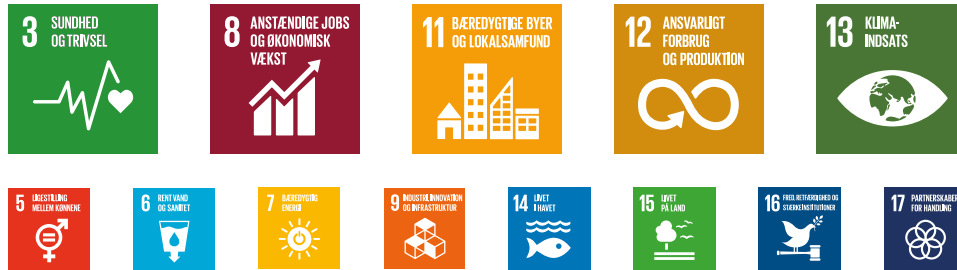 3 SUNDHED
OG TRIVSEL
8 ANSTÆNDIGE JOBS
OG ØKONOMISK
VÆKST
11 BÆREDYGTIGE BYER
OG LOKALSAMFUND
12 ANSVARLIGT
FORBRUG
OG PRODUKTION
13 KLIMA-
INDSATS
5 LIGESTILLING
MELLEM KØNNENE
6 RENT VAND
OG SANITET
7 BÆREDYGTIG
ENERGI
9 INDUSTRI, INNOVATION
OG INFRASTRUKTUR
14 LIVET
I HAVET
15 LIVET
PÅ LAND
16 FRED, RETFÆRDIGHED OG
STÆRKE INSTITUTIONER
17 PARTNERSKABER
FOR HANDLING